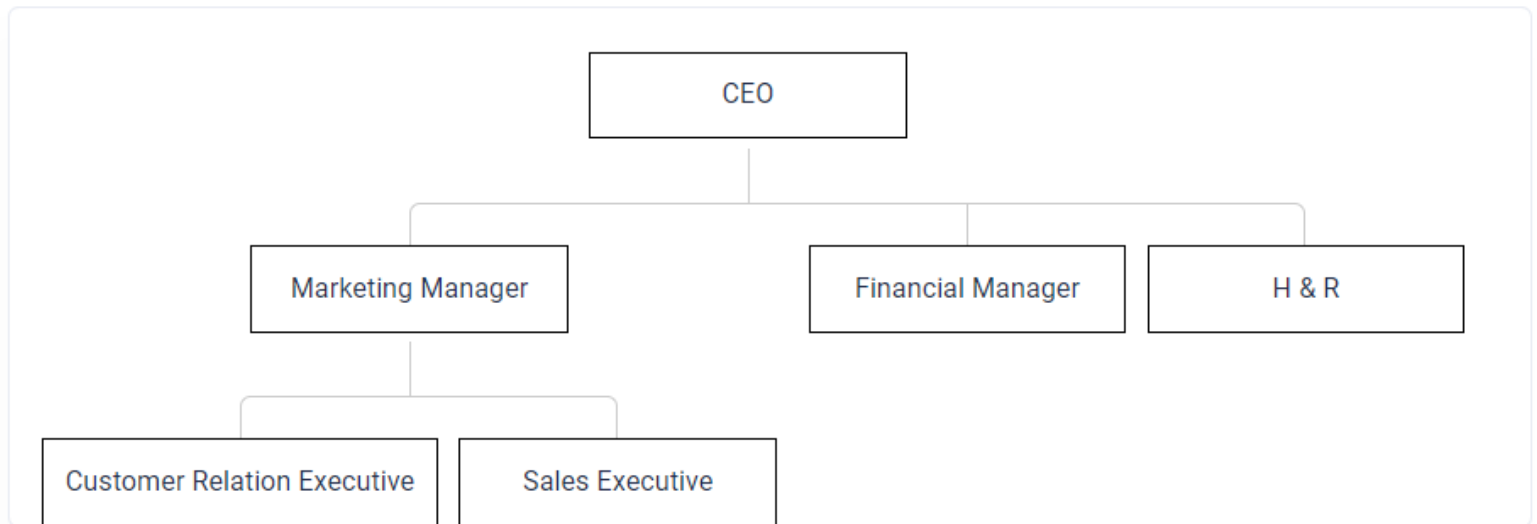 CEO
Marketing Manager
Financial Manager
H & R
Customer Relation Executive
Sales Executive